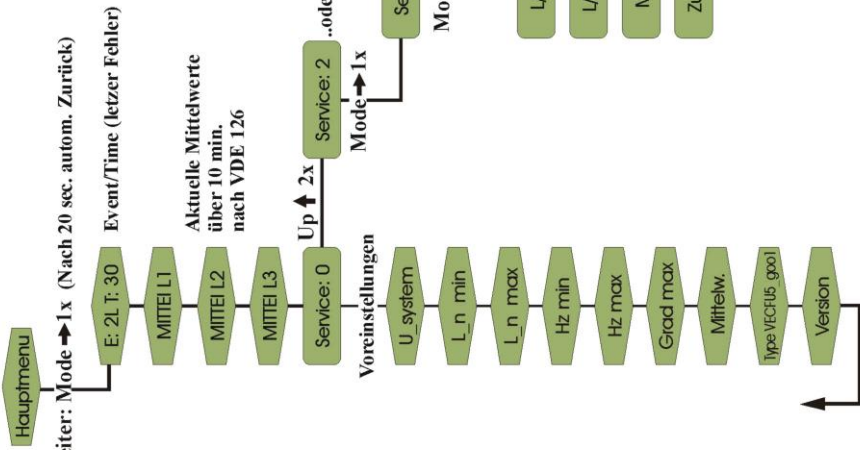 Hauptmenu
Mode 1x (Nach 20 sec. autom. Zurück)
E: 2L T: 30
Event/Time (letzer Fehler)
MITTEl L1
MITTEl L2
MITTEl L3
Aktuelle Mittelwerte
über 10 min.
nach VDE 126
Service: 0
Up 2x
Service: 2
Mode 1x
Voreinstellungen
U_system
L_n min
L_n max
Hz min
Hz max
Grad max
Mittelw.
Type VECFU5_goo1
Version